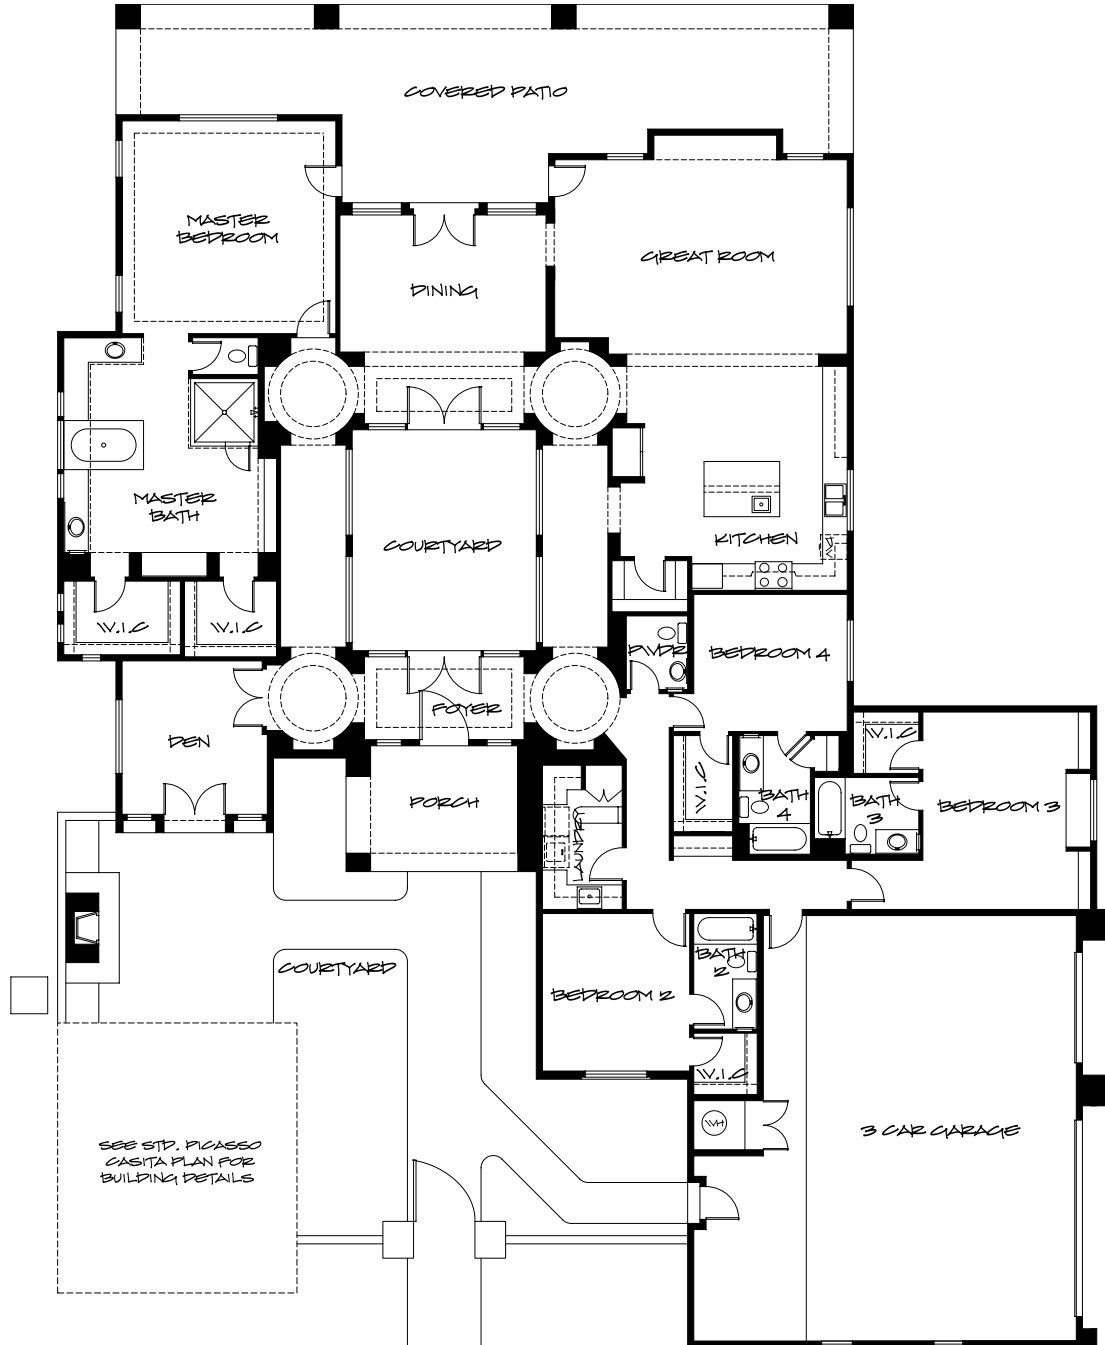 COVERED PATIO
MASTER
BEDROOM
GREAT ROOM
DINING
MASTER
BATH
COURTYARD
KITCHEN
W.I.C
W.I.C
PWDR
BEDROOM 4
FOYER
DEN
W.I.C
W.I.C
PORCH
BATH
4
BATH
3
BEDROOM 3
LAUNDRY
COURTYARD
BATH
2
BEDROOM 2
W.I.C
WH
3 CAR GARAGE
SEE STD. PICASSO
CASITA PLAN FOR
BUILDING DETAILS